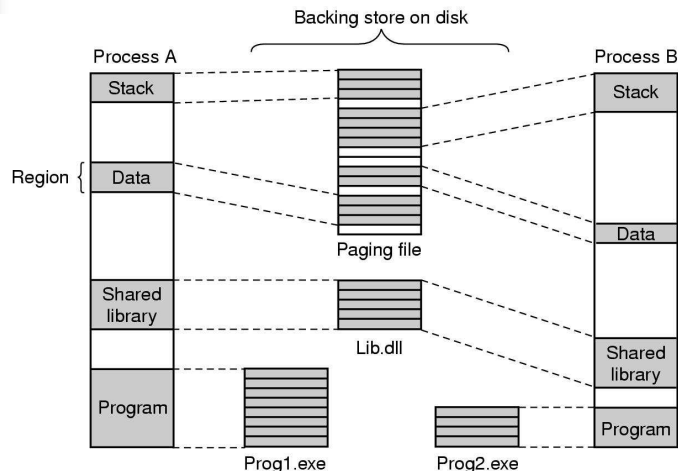 Backing store on disk
Process A
Process B
Stack
Stack
Region
Data
Data
Paging file
Shared
library
Lib.dll
Shared
library
Program
Program
Prog1.exe
Prog2.exe